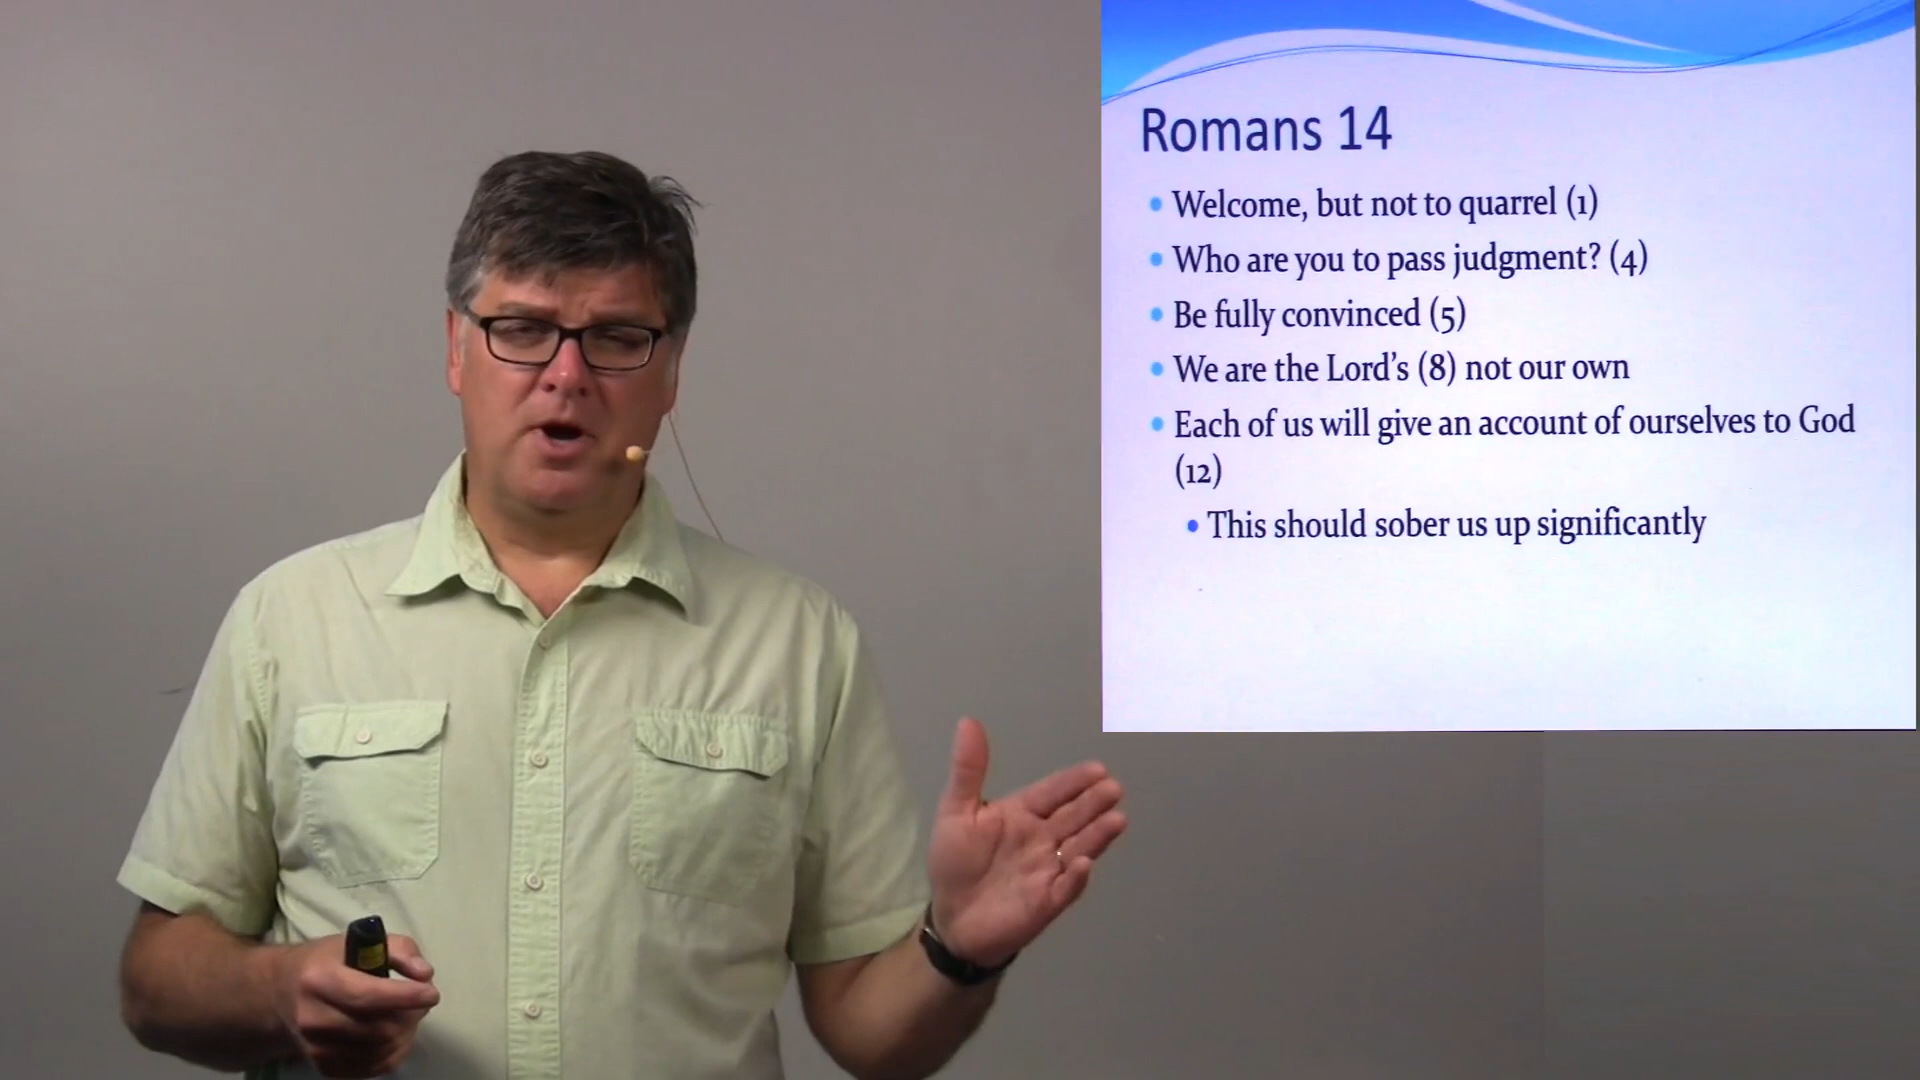 Romans 14
• Welcome, but not to quarrel (1)
• Who are you to pass judgment? (4)
• Be fully convinced (5)
• We are the Lord’s (8) not our own
• Each of us will give an account of ourselves to God
(12)
• This should sober us up significantly